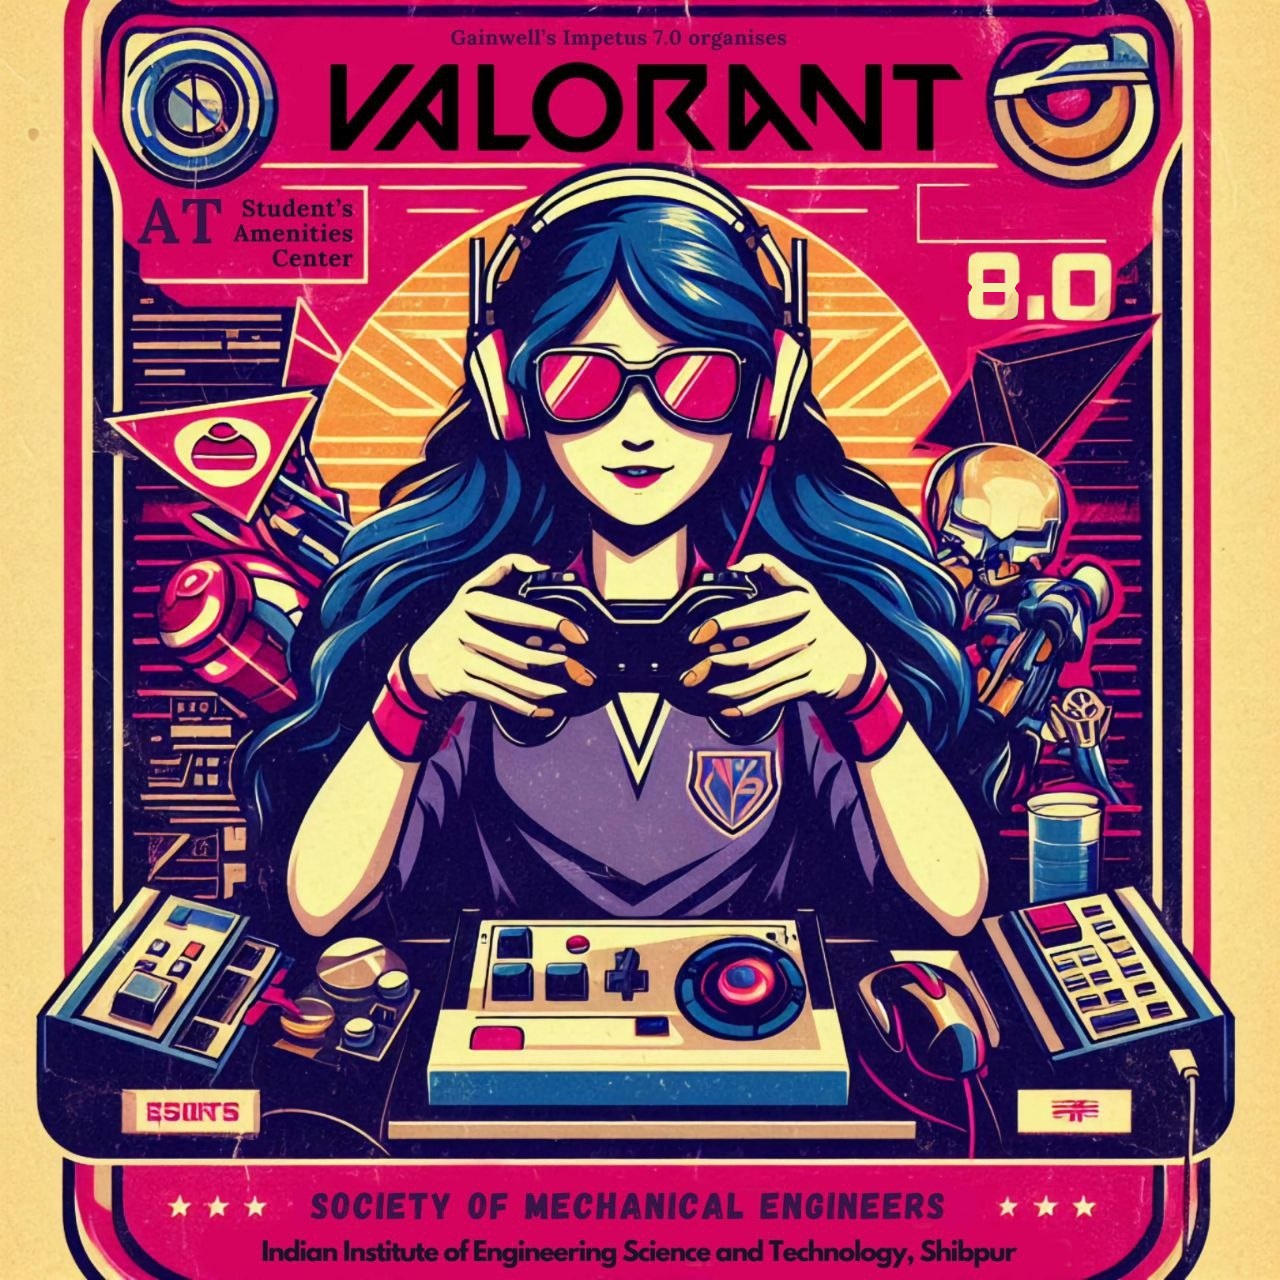 Gainwell's Impetus 7.0 organises
VALORANT
AT Student's
Amenities
Center
8.0
SOCIETY OF MECHANICAL ENGINEERS
Indian Institute of Engineering Science and Technology, Shibpur